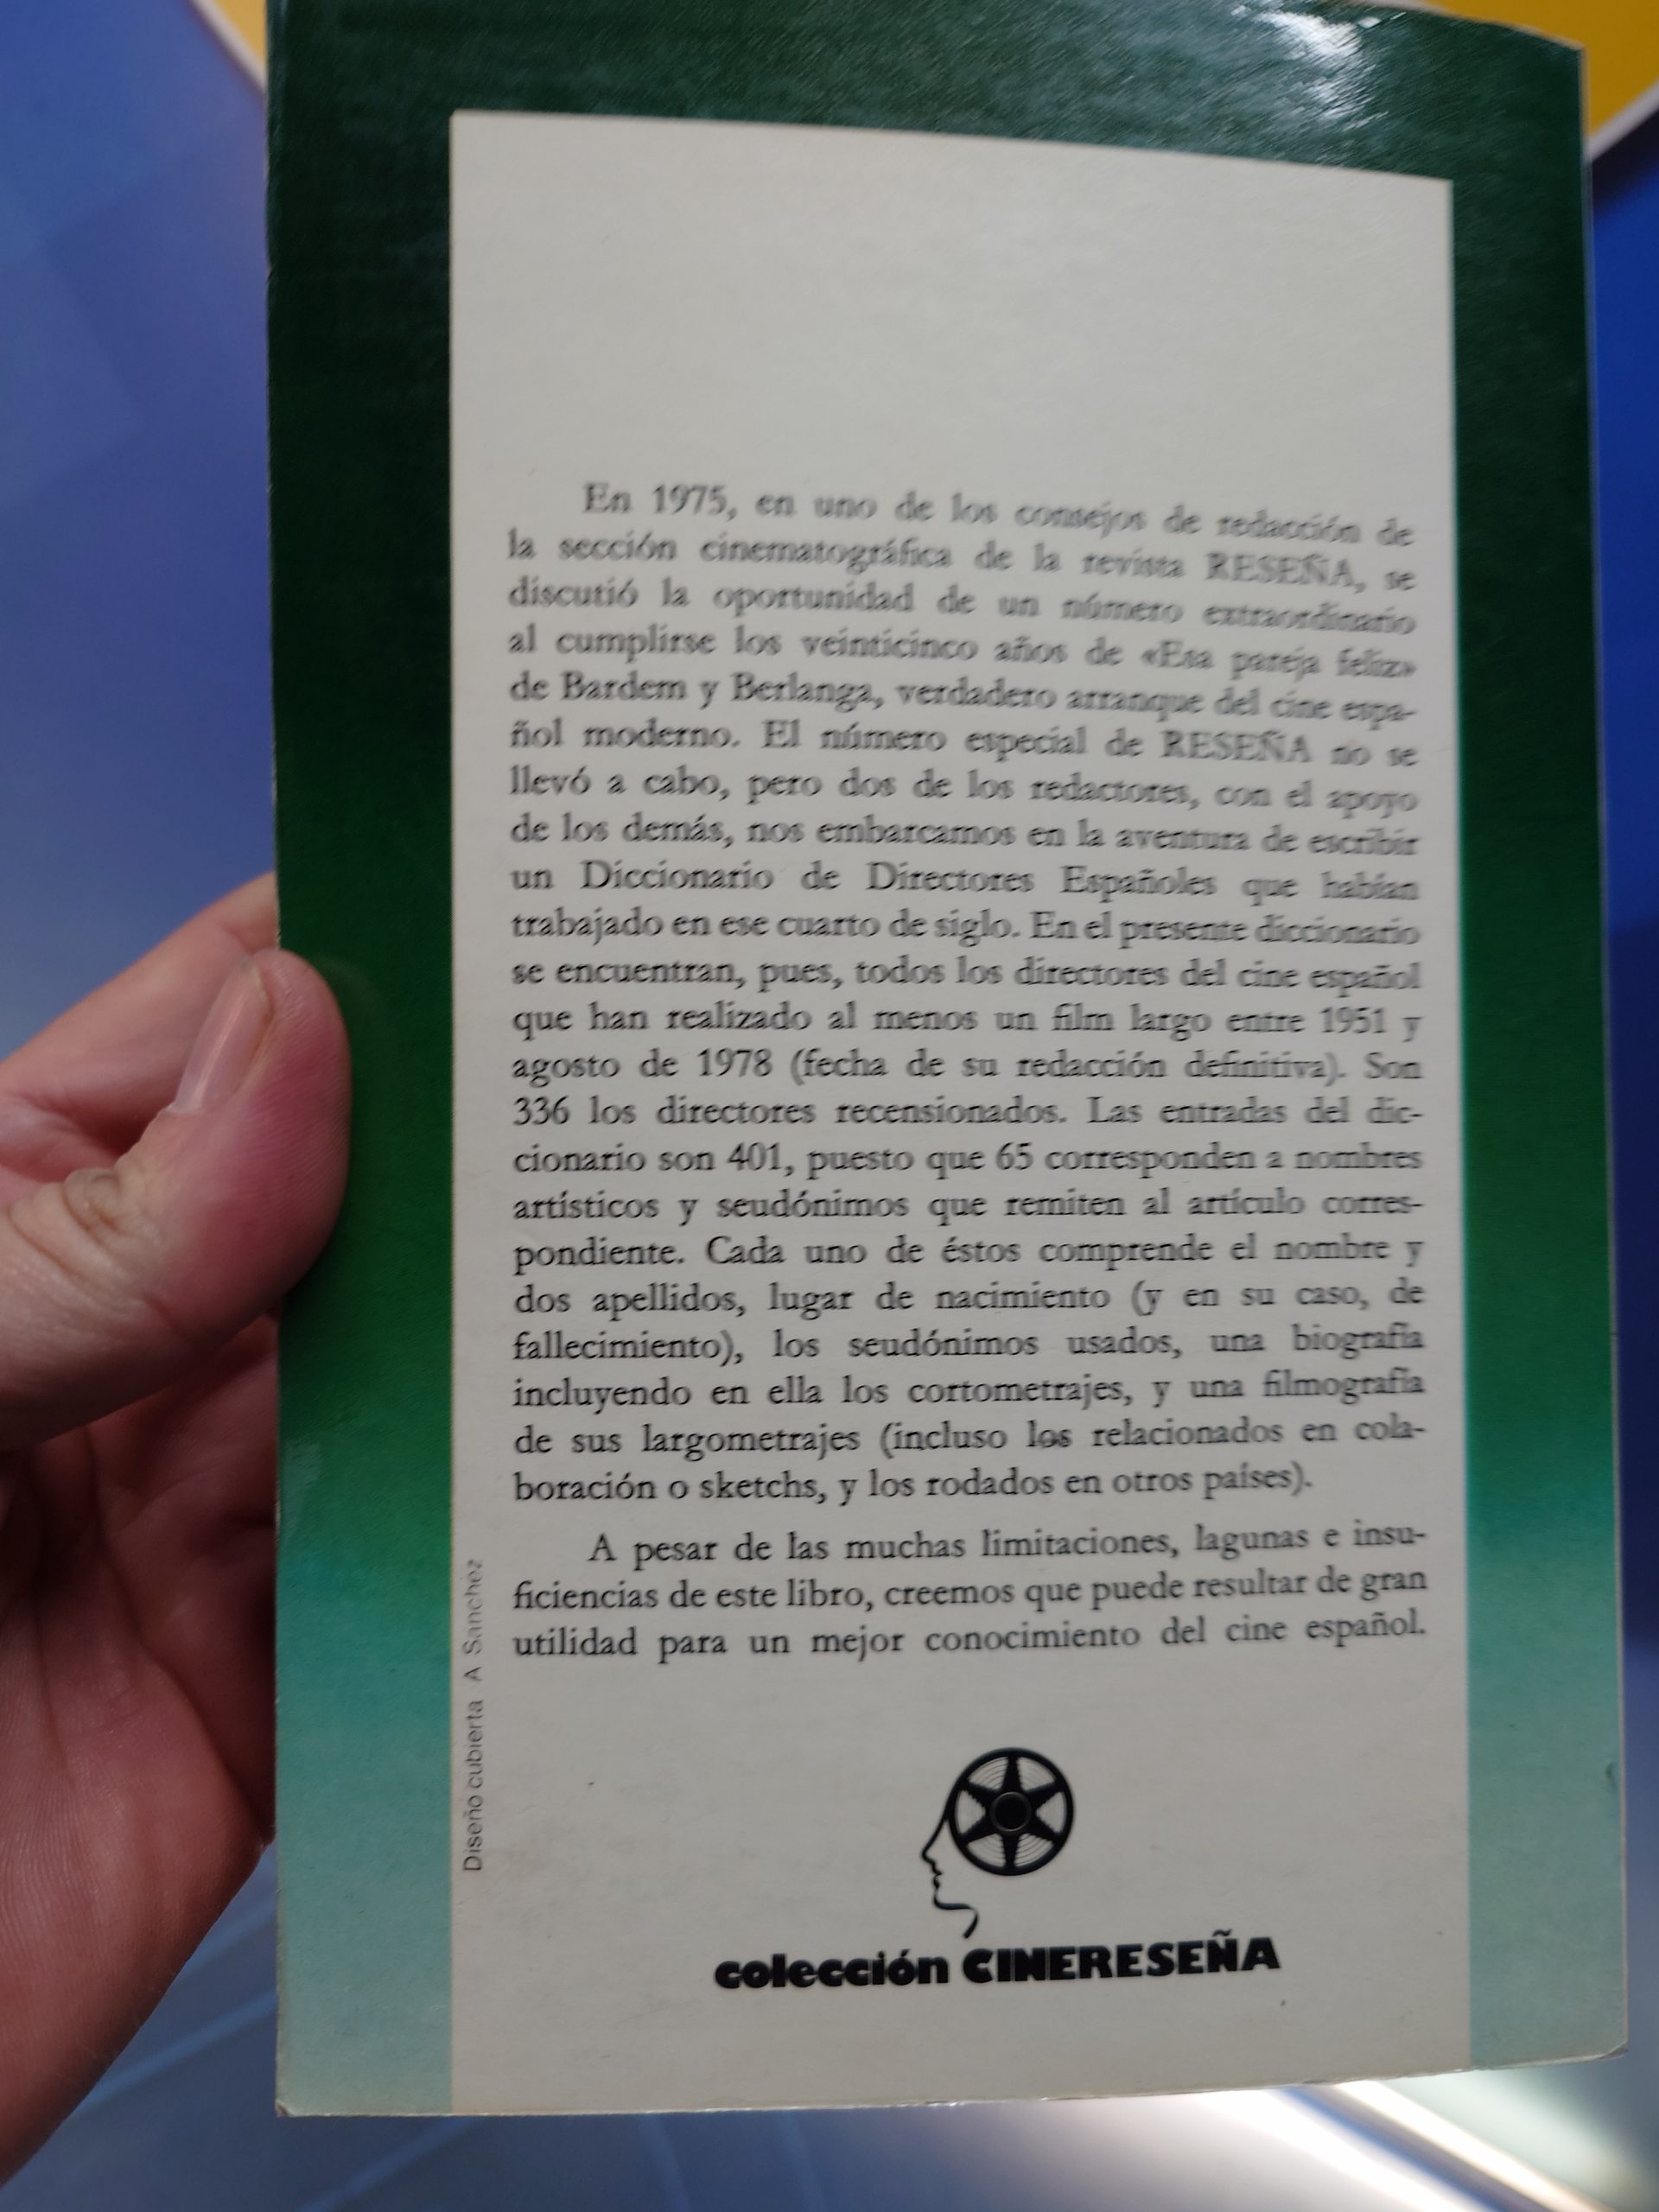 En 1975, en uno de los consejos de redacción de
la sección cinematográfica de la revista RESEÑA, se
discutió la oportunidad de un número extraordinario
al cumplirse los veinticinco años de «Esa pareja feliz»
de Bardem y Berlanga, verdadero arranque del cine espa-
ñol moderno. El número especial de RESEÑA no se
llevó a cabo, pero dos de los redactores, con el apoyo
de los demás, nos embarcamos en la aventura de escribir
un Diccionario de Directores Españoles que habían
trabajado en ese cuarto de siglo. En el presente diccionario
se encuentran, pues, todos los directores del cine español
que han realizado al menos un film largo entre 1951 y
agosto de 1978 (fecha de su redacción definitiva). Son
336 los directores recensionados. Las entradas del dic-
cionario son 401, puesto que 65 corresponden a nombres
artísticos y seudónimos que remiten al artículo corres-
pondiente. Cada uno de éstos comprende el nombre y
dos apellidos, lugar de nacimiento (y en su caso, de
fallecimiento), los seudónimos usados, una biografía
incluyendo en ella los cortometrajes, y una filmografía
de sus largometrajes (incluso los relacionados en cola-
boración o sketchs, y los rodados en otros países).
A pesar de las muchas limitaciones, lagunas e insu-
ficiencias de este libro, creemos que puede resultar de gran
utilidad para un mejor conocimiento del cine español.
Diseño cubierta A Sanchez
colección CINERESEÑA